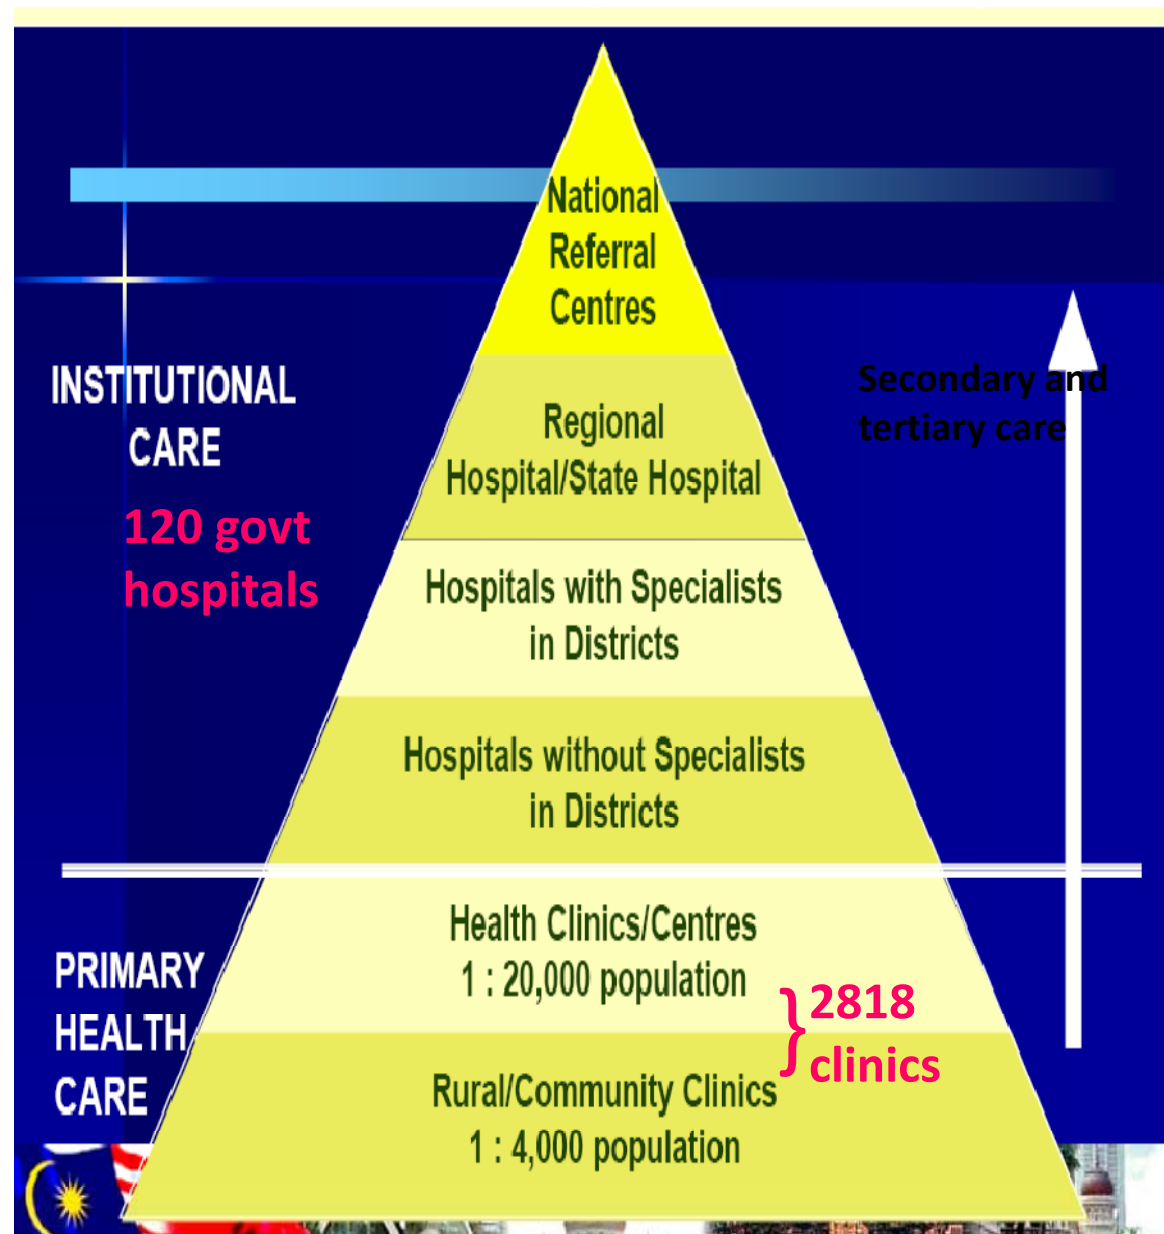 National
Referral
Centres
INSTITUTIONAL
CARE
120 govt
hospitals
Secondary and
tertiary care
Regional
Hospital/State Hospital
Hospitals with Specialists
in Districts
Hospitals without Specialists
in Districts
PRIMARY
HEALTH
CARE
Health Clinics/Centres
1 : 20,000 population
2818
clinics
Rural/Community Clinics
1 : 4,000 population